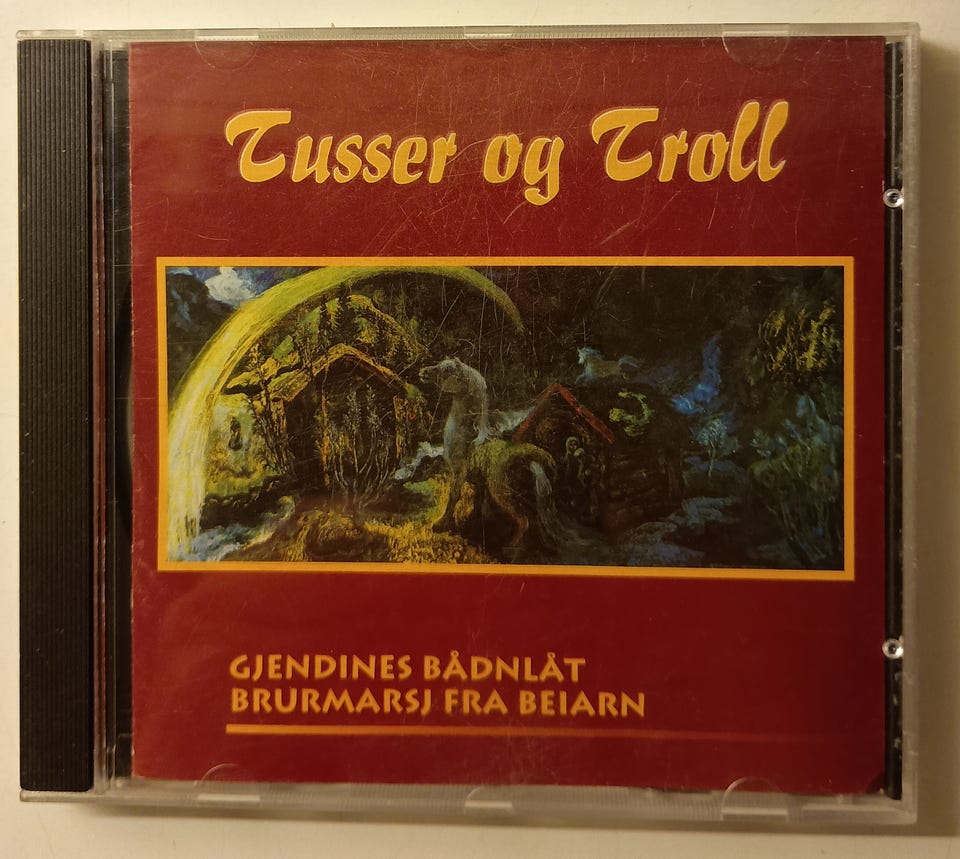 Tusser og Troll
GJENDINES BÅDNLÅT
BRURMARSJ FRA BEIARN